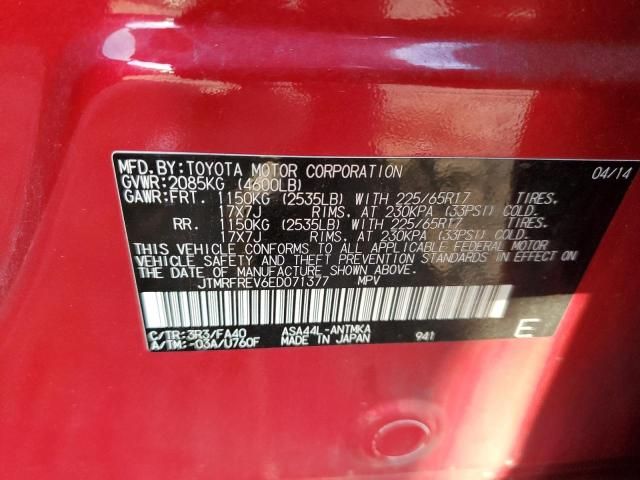 MFD. BY: TOYOTA MOTOR CORPORATION 04/14
GVWR: 2085KG (4600LB)
GAWR: FRT. 1150KG (2535LB) WITH 225/65R17 TIRES,
17X7J RIMS, AT 230KPA (33PSI) COLD.
RR. 1150KG (2535LB) WITH 225/65R17 TIRES,
17X7J RIMS, AT 230KPA (33PSI) COLD.
THIS VEHICLE CONFORMS TO ALL APPLICABLE FEDERAL MOTOR
VEHICLE SAFETY AND THEFT PREVENTION STANDARDS IN EFFECT
ON THE DATE OF MANUFACTURE SHOWN ABOVE.
JTMRFREV6ED071377 MPV
C/TR: 3R3/FA40 ASA44L-ANTMKA 941 E
A/TM: -03A/U760F MADE IN JAPAN